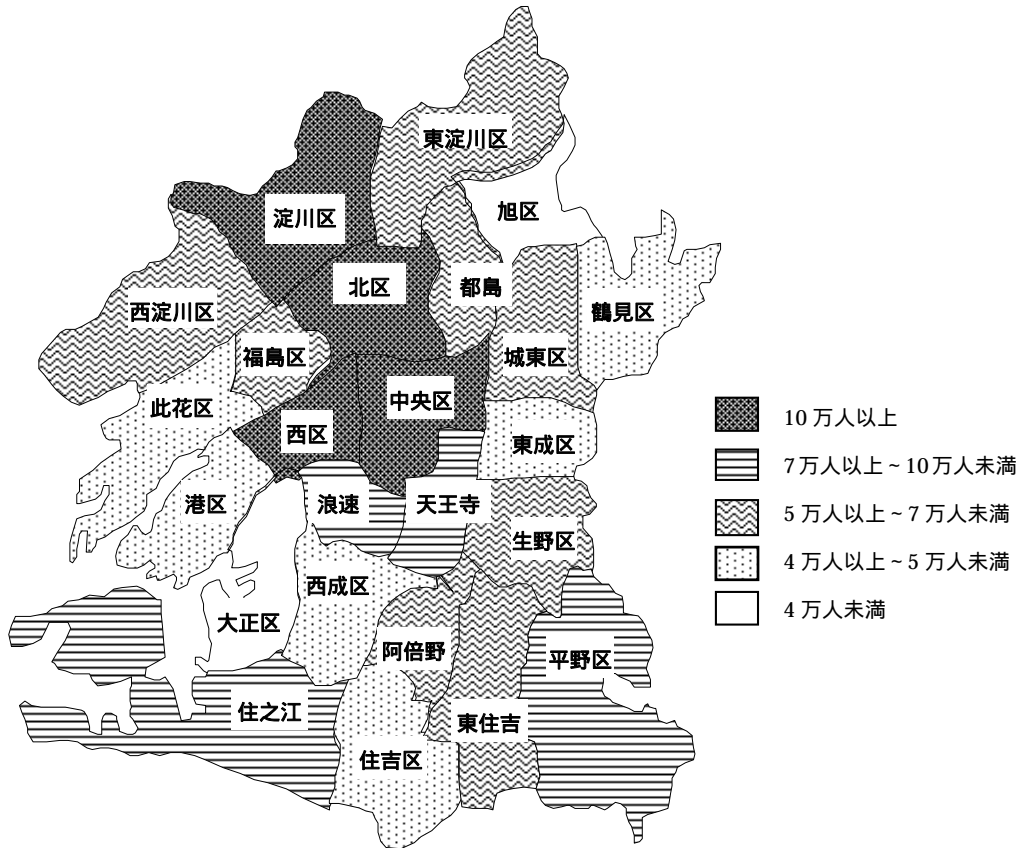 東淀川区
淀川区
旭区
北区
都島
西淀川区
鶴見区
福島区
城東区
此花区
中央区
西区
東成区
港区
浪速
天王寺
生野区
西成区
大正区
阿倍野
平野区
住之江
東住吉
住吉区
10 万人以上
7 万人以上~10 万人未満
5 万人以上~7 万人未満
4 万人以上~5 万人未満
4 万人未満